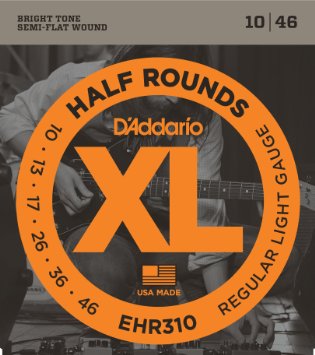 BRIGHT TONE
SEMI-FLAT WOUND
10 | 46
HALF ROUNDS
D'Addario
XL
10 • 13 • 17 • 26 • 36 • 46
REGULAR LIGHT GAUGE
USA MADE
EHR310